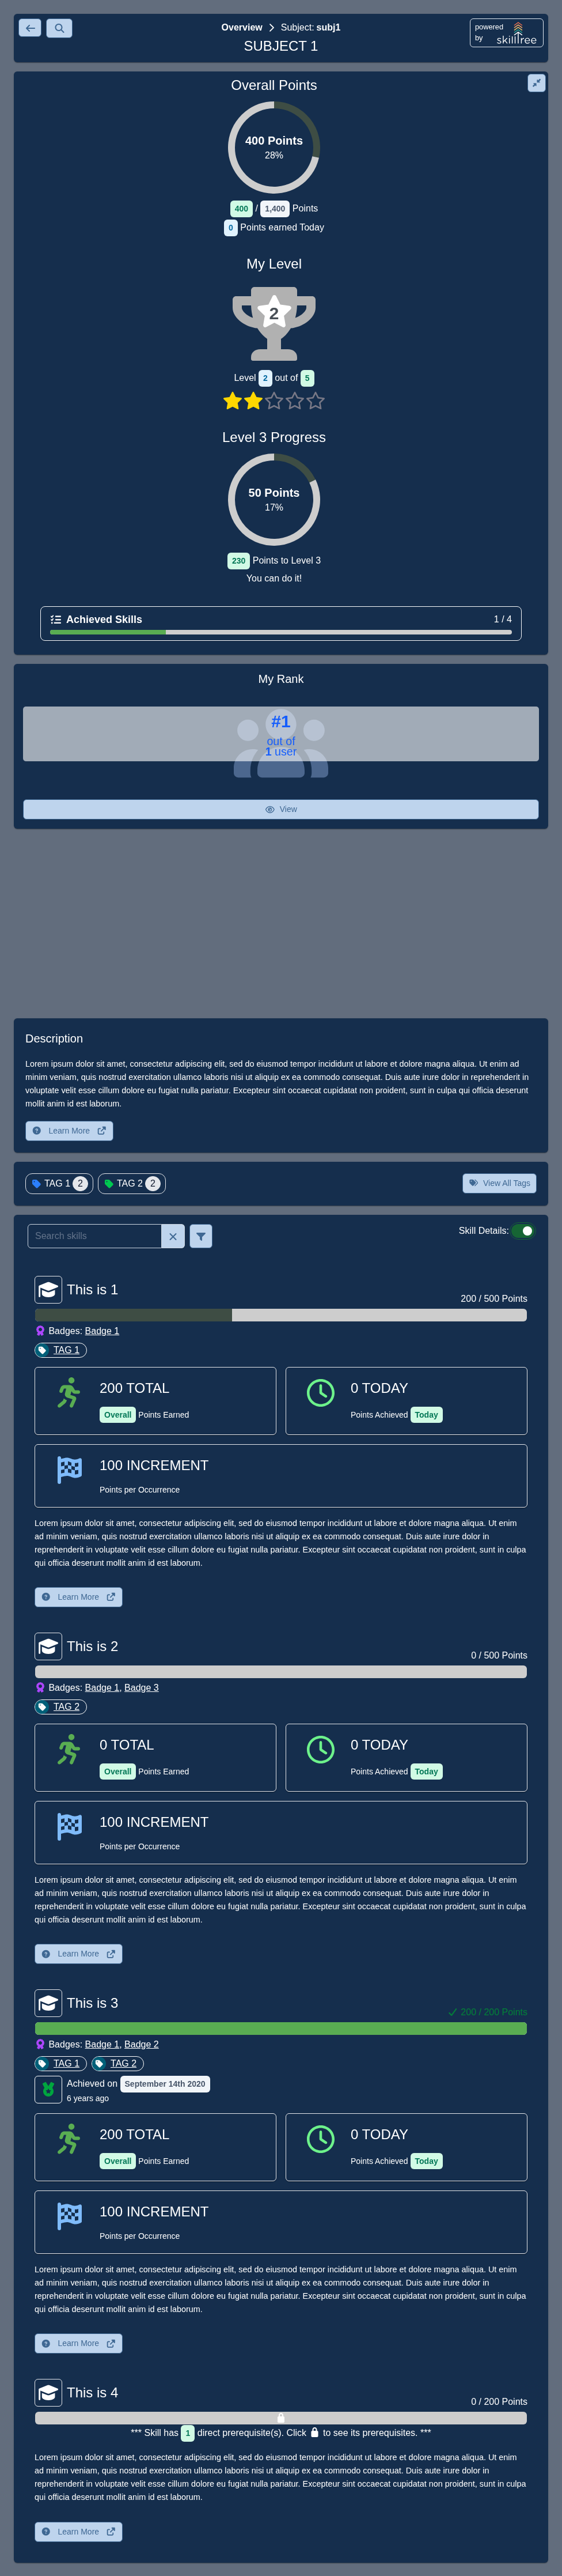 Overview > Subject: subj1
SUBJECT 1
powered
by skilltree
Overall Points
400 Points
28%
400 / 1,400 Points
0 Points earned Today
My Level
2
Level 2 out of 5
Level 3 Progress
50 Points
17%
230 Points to Level 3
You can do it!
Achieved Skills 1 / 4
My Rank
#1
out of
1 user
View
Description
Lorem ipsum dolor sit amet, consectetur adipiscing elit, sed do eiusmod tempor incididunt ut labore et dolore magna aliqua. Ut enim ad
minim veniam, quis nostrud exercitation ullamco laboris nisi ut aliquip ex ea commodo consequat. Duis aute irure dolor in reprehenderit in
voluptate velit esse cillum dolore eu fugiat nulla pariatur. Excepteur sint occaecat cupidatat non proident, sunt in culpa qui officia deserunt
mollit anim id est laborum.
Learn More
TAG 1 2 TAG 2 2 View All Tags
Search skills
Skill Details:
This is 1
200 / 500 Points
Badges: Badge 1
TAG 1
200 TOTAL
Overall Points Earned
0 TODAY
Points Achieved Today
100 INCREMENT
Points per Occurrence
Lorem ipsum dolor sit amet, consectetur adipiscing elit, sed do eiusmod tempor incididunt ut labore et dolore magna aliqua. Ut enim
ad minim veniam, quis nostrud exercitation ullamco laboris nisi ut aliquip ex ea commodo consequat. Duis aute irure dolor in
reprehenderit in voluptate velit esse cillum dolore eu fugiat nulla pariatur. Excepteur sint occaecat cupidatat non proident, sunt in culpa
qui officia deserunt mollit anim id est laborum.
Learn More
This is 2
0 / 500 Points
Badges: Badge 1, Badge 3
TAG 2
0 TOTAL
Overall Points Earned
0 TODAY
Points Achieved Today
100 INCREMENT
Points per Occurrence
Lorem ipsum dolor sit amet, consectetur adipiscing elit, sed do eiusmod tempor incididunt ut labore et dolore magna aliqua. Ut enim
ad minim veniam, quis nostrud exercitation ullamco laboris nisi ut aliquip ex ea commodo consequat. Duis aute irure dolor in
reprehenderit in voluptate velit esse cillum dolore eu fugiat nulla pariatur. Excepteur sint occaecat cupidatat non proident, sunt in culpa
qui officia deserunt mollit anim id est laborum.
Learn More
This is 3
200 / 200 Points
Badges: Badge 1, Badge 2
TAG 1 TAG 2
Achieved on September 14th 2020
6 years ago
200 TOTAL
Overall Points Earned
0 TODAY
Points Achieved Today
100 INCREMENT
Points per Occurrence
Lorem ipsum dolor sit amet, consectetur adipiscing elit, sed do eiusmod tempor incididunt ut labore et dolore magna aliqua. Ut enim
ad minim veniam, quis nostrud exercitation ullamco laboris nisi ut aliquip ex ea commodo consequat. Duis aute irure dolor in
reprehenderit in voluptate velit esse cillum dolore eu fugiat nulla pariatur. Excepteur sint occaecat cupidatat non proident, sunt in culpa
qui officia deserunt mollit anim id est laborum.
Learn More
This is 4
0 / 200 Points
*** Skill has 1 direct prerequisite(s). Click to see its prerequisites. ***
Lorem ipsum dolor sit amet, consectetur adipiscing elit, sed do eiusmod tempor incididunt ut labore et dolore magna aliqua. Ut enim
ad minim veniam, quis nostrud exercitation ullamco laboris nisi ut aliquip ex ea commodo consequat. Duis aute irure dolor in
reprehenderit in voluptate velit esse cillum dolore eu fugiat nulla pariatur. Excepteur sint occaecat cupidatat non proident, sunt in culpa
qui officia deserunt mollit anim id est laborum.
Learn More